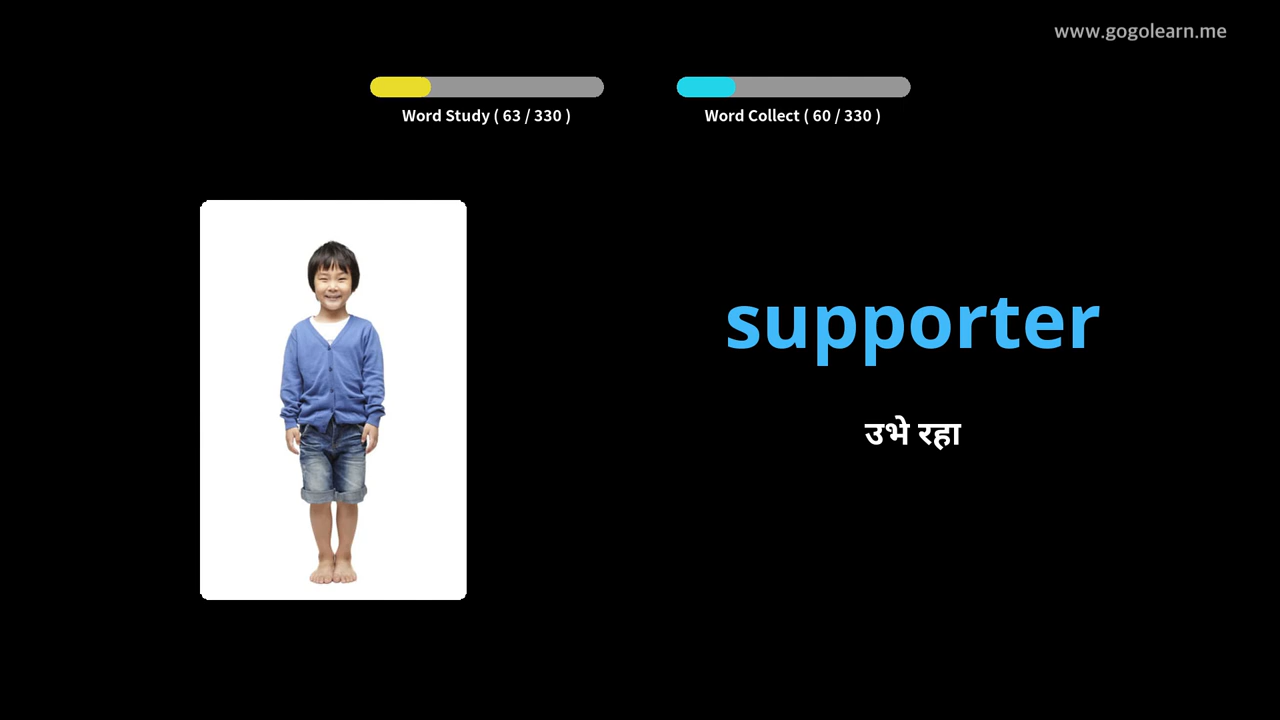 www.gogolearn.me
Word Study ( 63 / 330 )
Word Collect ( 60 / 330 )
supporter
उभे रहा